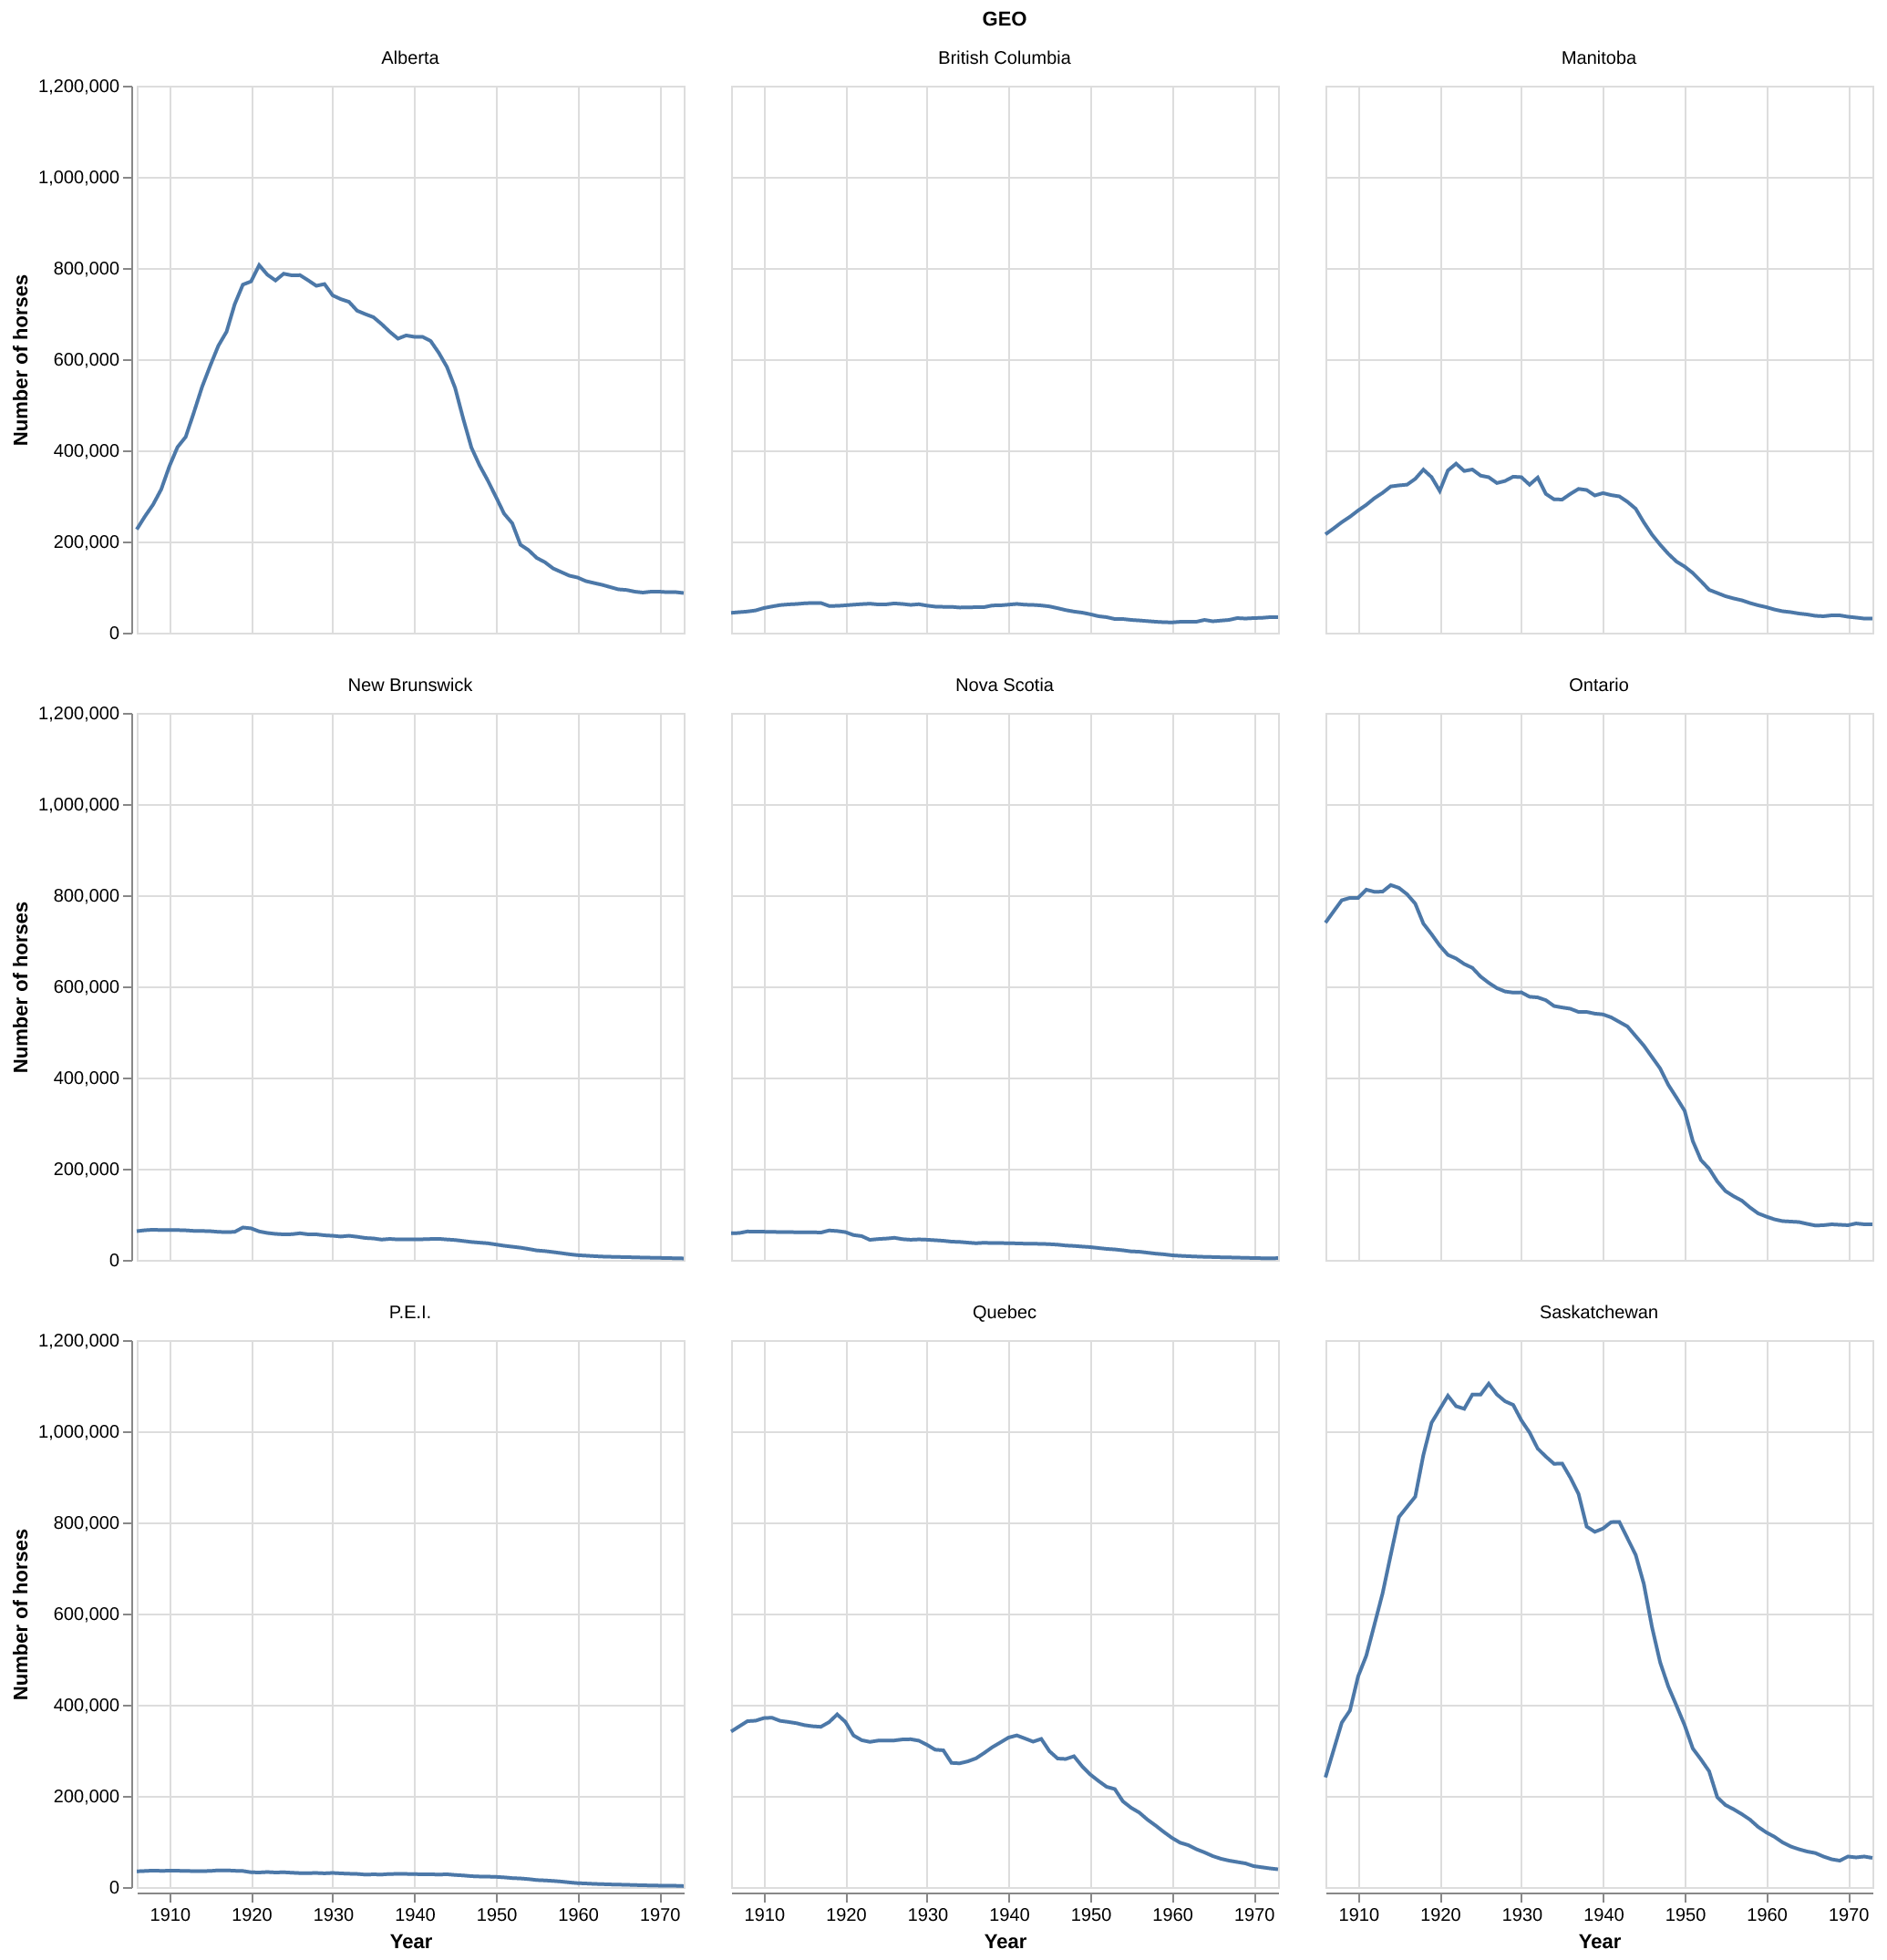 GEO
Alberta British Columbia Manitoba
1,200,000
1,000,000
800,000
600,000
400,000
200,000
0
Number of horses
New Brunswick Nova Scotia Ontario
1,200,000
1,000,000
800,000
600,000
400,000
200,000
0
Number of horses
P.E.I. Quebec Saskatchewan
1,200,000
1,000,000
800,000
600,000
400,000
200,000
0
Number of horses
1910 1920 1930 1940 1950 1960 1970 1910 1920 1930 1940 1950 1960 1970 1910 1920 1930 1940 1950 1960 1970
Year Year Year